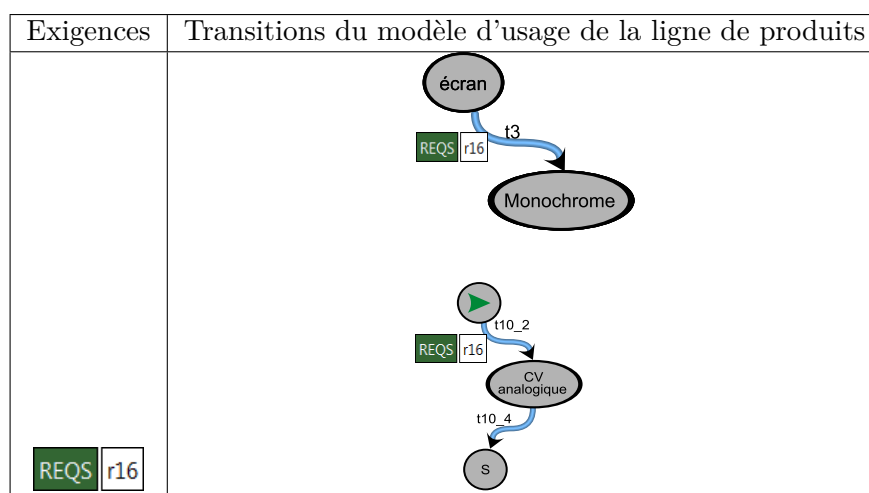 Exigences Transitions du modèle d'usage de la ligne de produits
écran
t3
REQS r16
Monochrome
t10_2
REQS r16
CV
analogique
t10_4
REQS r16
S